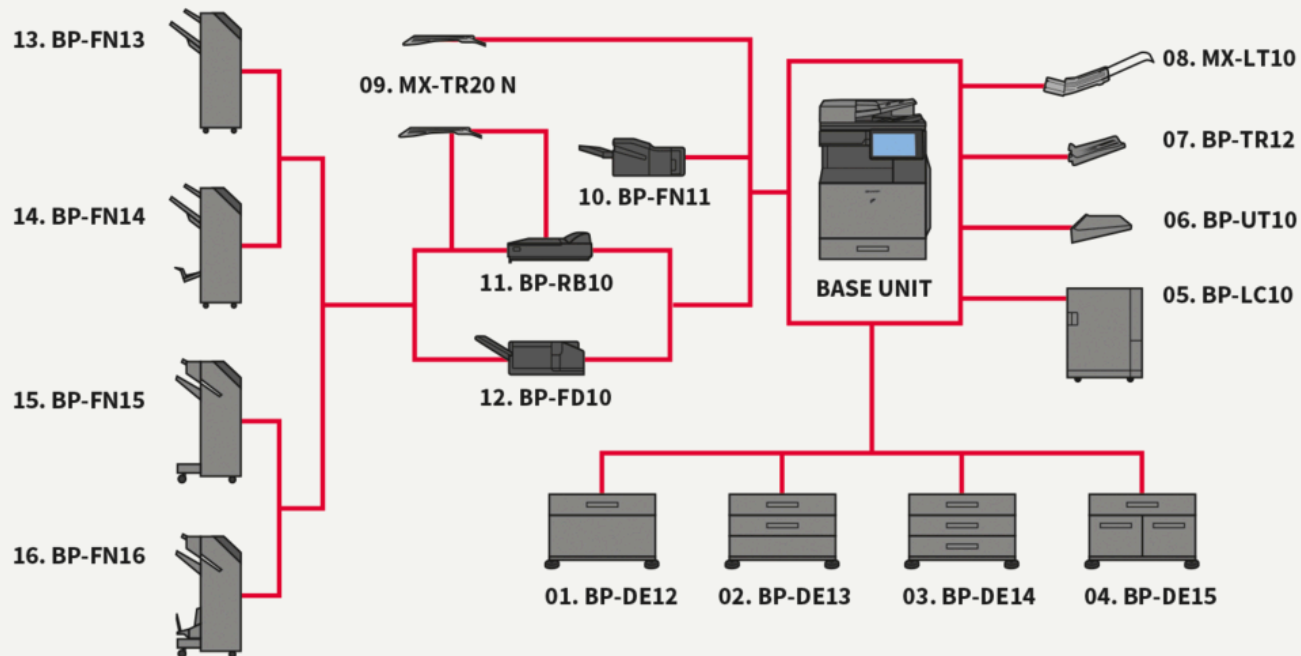 13. BP-FN13
09. MX-TR20 N
08. MX-LT10
07. BP-TR12
14. BP-FN14
10. BP-FN11
06. BP-UT10
11. BP-RB10
BASE UNIT
05. BP-LC10
15. BP-FN15
12. BP-FD10
16. BP-FN16
01. BP-DE12
02. BP-DE13
03. BP-DE14
04. BP-DE15